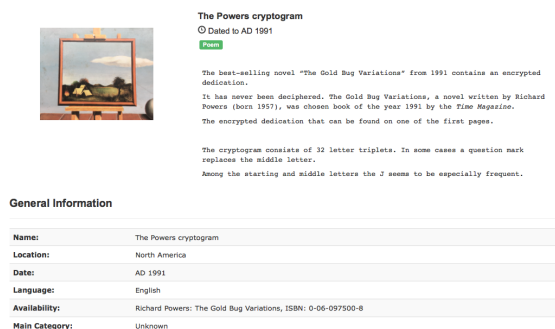 The Powers cryptogram
Dated to AD 1991
Poem
The best-selling novel "The Gold Bug Variations" from 1991 contains an encrypted
dedication.
It has never been deciphered. The Gold Bug Variations, a novel written by Richard
Powers (born 1957), was chosen book of the year 1991 by the Time Magazine.
The encrypted dedication that can be found on one of the first pages.
The cryptogram consists of 32 letter triplets. In some cases a question mark
replaces the middle letter.
Among the starting and middle letters the J seems to be especially frequent.
General Information
Name: The Powers cryptogram
Location: North America
Date: AD 1991
Language: English
Availability: Richard Powers: The Gold Bug Variations, ISBN: 0-06-097500-8
Main Category: Unknown